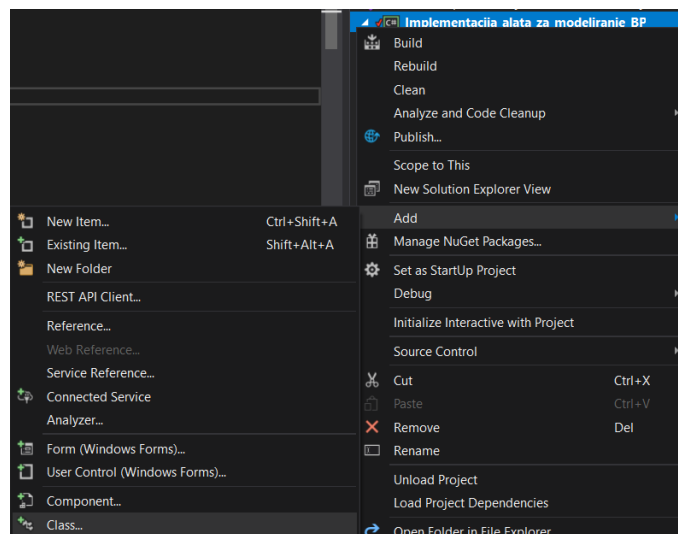 C# Implementacija alata za modeliranje BP
Build
Rebuild
Clean
Analyze and Code Cleanup
Publish...
Scope to This
New Solution Explorer View
Add
Manage NuGet Packages...
Set as StartUp Project
Debug
Initialize Interactive with Project
Source Control
Cut Ctrl+X
Paste Ctrl+V
Remove Del
Rename
Unload Project
Load Project Dependencies
Open Folder in File Explorer
New Item... Ctrl+Shift+A
Existing Item... Shift+Alt+A
New Folder
REST API Client...
Reference...
Web Reference...
Service Reference...
Connected Service
Analyzer...
Form (Windows Forms)...
User Control (Windows Forms)...
Component...
Class...